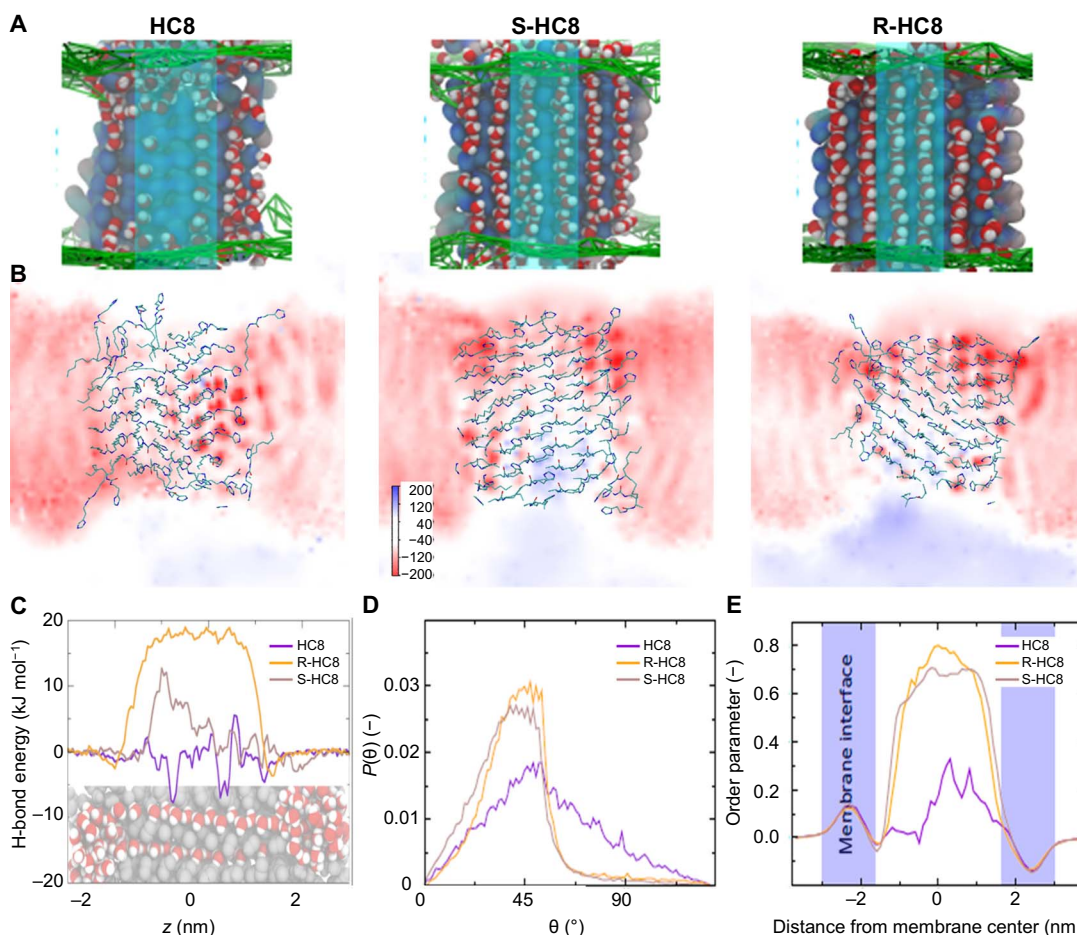 A
HC8
S-HC8
R-HC8
B
200
120
40
−40
−120
−200
C
20
10
0
−10
−20
H-bond energy (kJ mol⁻¹)
HC8
R-HC8
S-HC8
−2
0
2
z (nm)
D
0.03
0.02
0.01
0
P(θ) (−)
HC8
R-HC8
S-HC8
0
45
90
θ (°)
E
0.8
0.6
0.4
0.2
0.0
Order parameter (−)
Membrane interface
HC8
R-HC8
S-HC8
−2
0
2
Distance from membrane center (nm